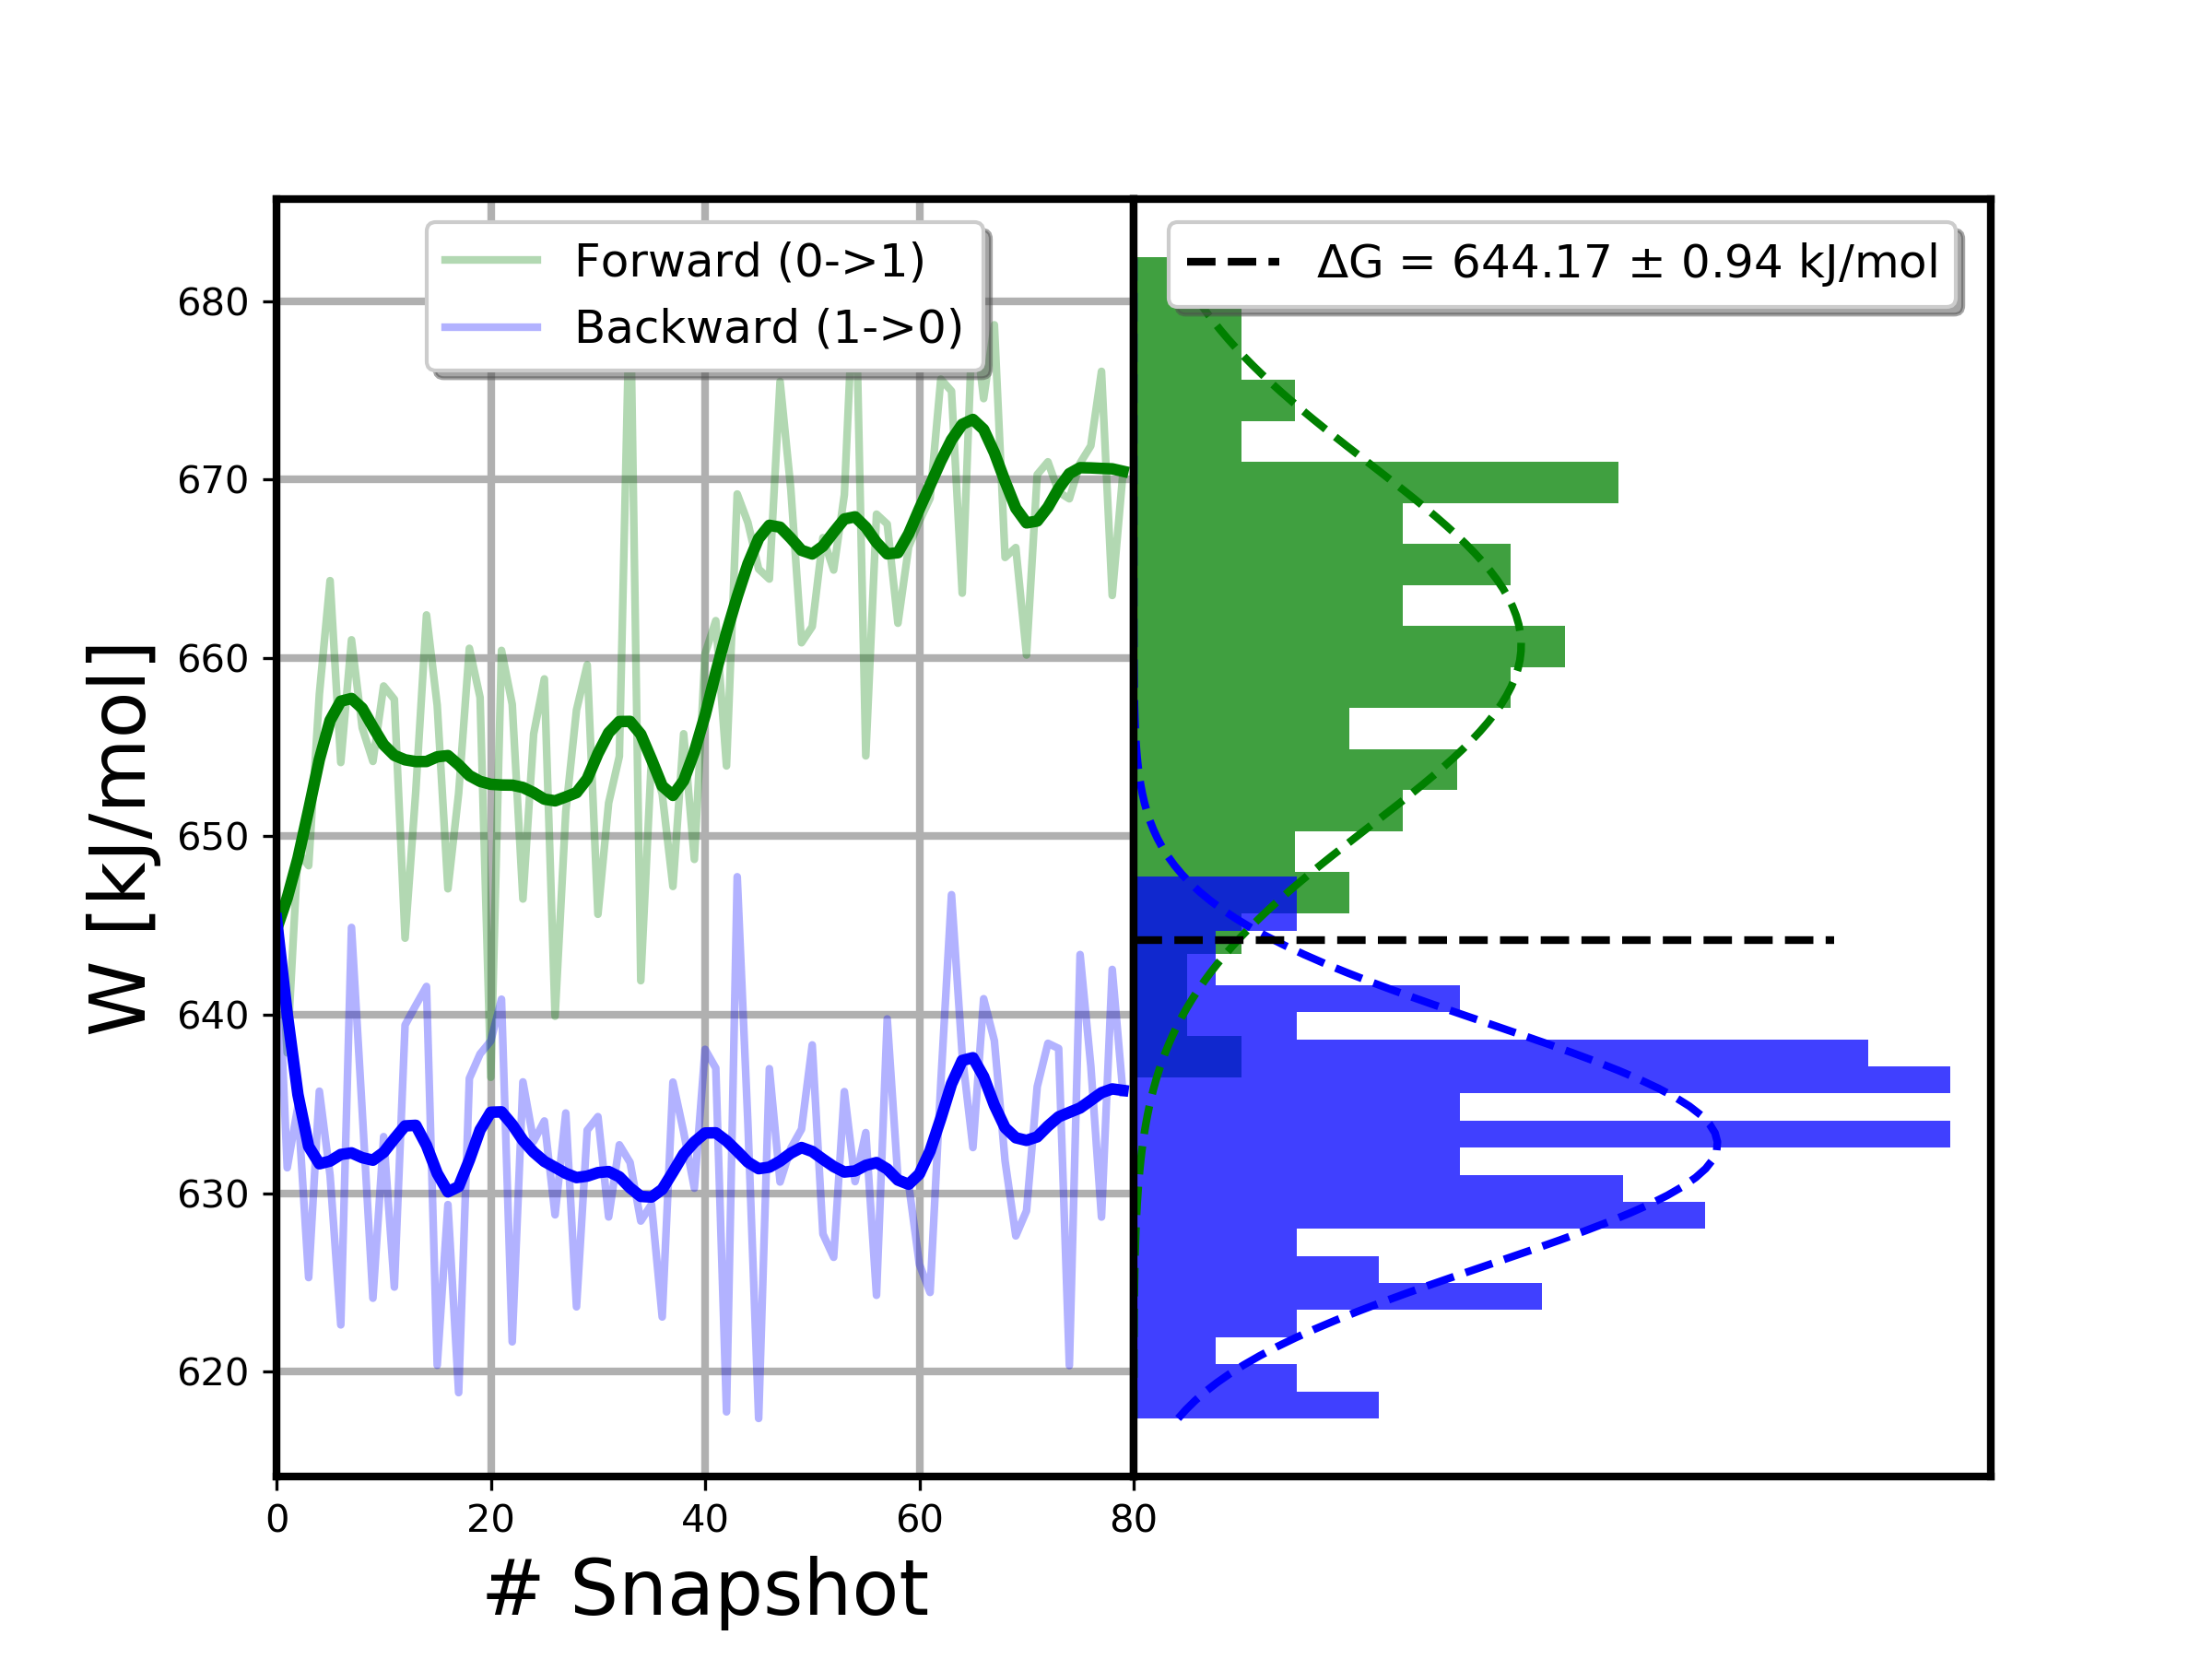 Forward (0->1)
Backward (1->0)
ΔG = 644.17 ± 0.94 kJ/mol
W [kJ/mol]
680
670
660
650
640
630
620
0 20 40 60 80
# Snapshot